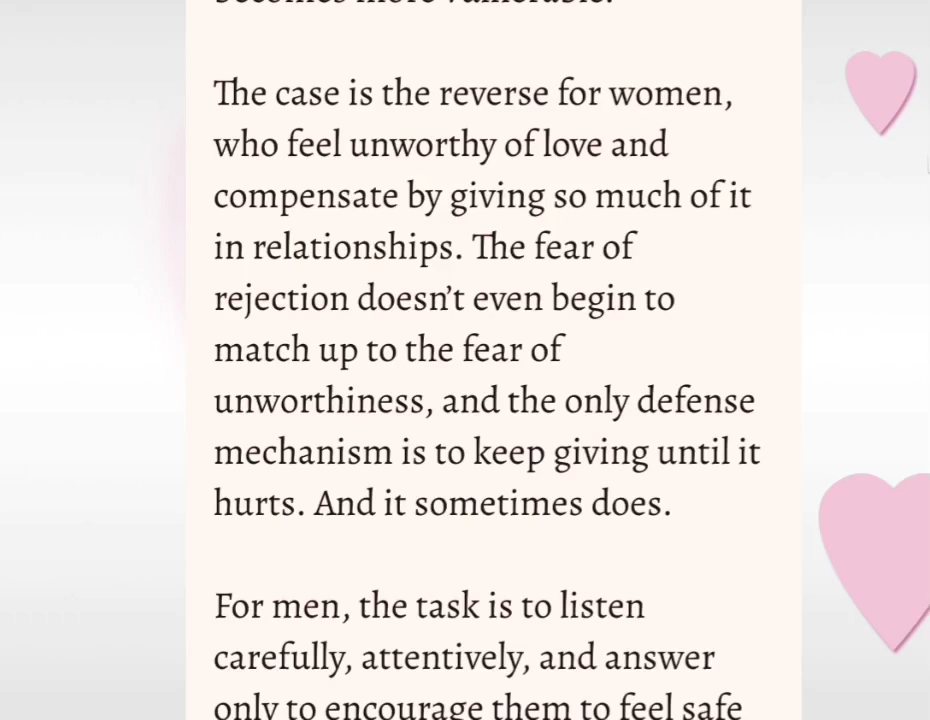 becomes more vulnerable.
The case is the reverse for women,
who feel unworthy of love and
compensate by giving so much of it
in relationships. The fear of
rejection doesn’t even begin to
match up to the fear of
unworthiness, and the only defense
mechanism is to keep giving until it
hurts. And it sometimes does.
For men, the task is to listen
carefully, attentively, and answer
only to encourage them to feel safe